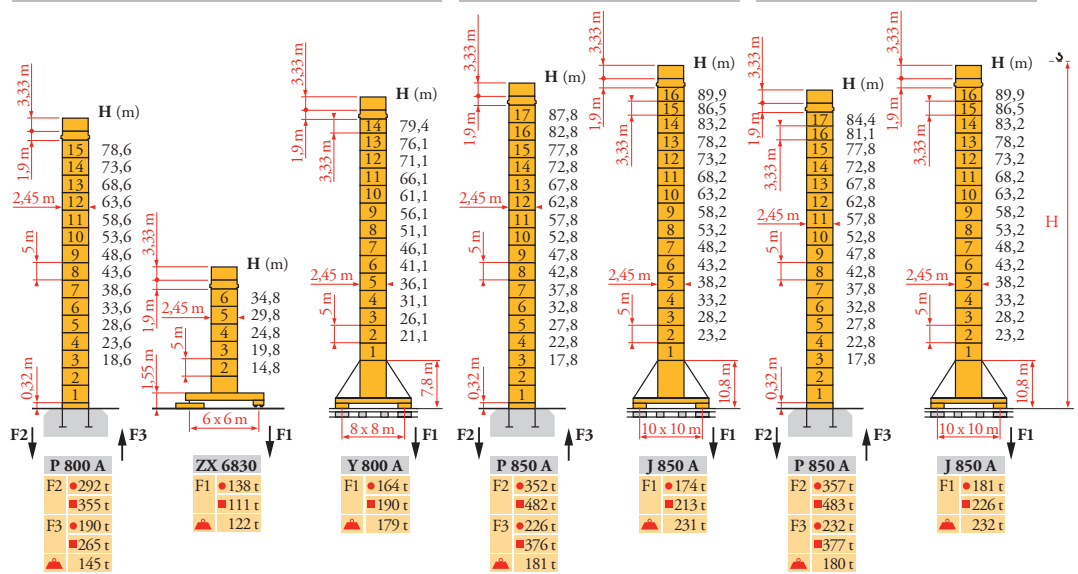 3,33 m
H (m)
1,9 m
15 78,6
14 73,6
13 68,6
2,45 m 12 63,6
11 58,6
10 53,6
5 m
9 48,6
8 43,6
7 38,6
6 33,6
5 28,6
4 23,6
3 18,6
2
0,32 m
1
F2 F3
P 800 A
F2 292 t
355 t
F3 190 t
265 t
145 t
3,33 m
H (m)
1,9 m
6 34,8
2,45 m 5 29,8
4 24,8
5 m
3 19,8
2 14,8
1,55 m
6 x 6 m
F1
ZX 6830
F1 138 t
111 t
122 t
3,33 m
H (m)
1,9 m
3,33 m
14 79,4
13 76,1
12 71,1
11 66,1
10 61,1
9 56,1
8 51,1
7 46,1
6 41,1
2,45 m 5 36,1
4 31,1
5 m
3 26,1
2 21,1
1
7,8 m
8 x 8 m
F1
Y 800 A
F1 164 t
190 t
179 t
3,33 m
H (m)
1,9 m
17 87,8
16 82,8
15 77,8
14 72,8
13 67,8
2,45 m 12 62,8
11 57,8
10 52,8
5 m
9 47,8
8 42,8
7 37,8
6 32,8
5 27,8
4 22,8
3 17,8
2
0,32 m
1
F2 F3
P 850 A
F2 352 t
482 t
F3 226 t
376 t
181 t
3,33 m
H (m)
1,9 m
3,33 m
16 89,9
15 86,5
14 83,2
13 78,2
12 73,2
11 68,2
10 63,2
9 58,2
8 53,2
7 48,2
6 43,2
2,45 m 5 38,2
4 33,2
5 m
3 28,2
2 23,2
1
10,8 m
10 x 10 m
F1
J 850 A
F1 174 t
213 t
231 t
3,33 m
H (m)
1,9 m
3,33 m
17 84,4
16 81,1
15 77,8
14 72,8
13 67,8
12 62,8
2,45 m 11 57,8
10 52,8
5 m
9 47,8
8 42,8
7 37,8
6 32,8
5 27,8
4 22,8
3 17,8
2
0,32 m
1
F2 F3
P 850 A
F2 357 t
483 t
F3 232 t
377 t
180 t
3,33 m
H (m)
1,9 m
3,33 m
16 89,9
15 86,5
14 83,2
13 78,2
12 73,2
11 68,2
10 63,2
9 58,2
8 53,2
7 48,2
6 43,2
2,45 m 5 38,2
4 33,2
5 m
3 28,2
2 23,2
1
10,8 m
10 x 10 m
F1
J 850 A
F1 181 t
226 t
232 t
H